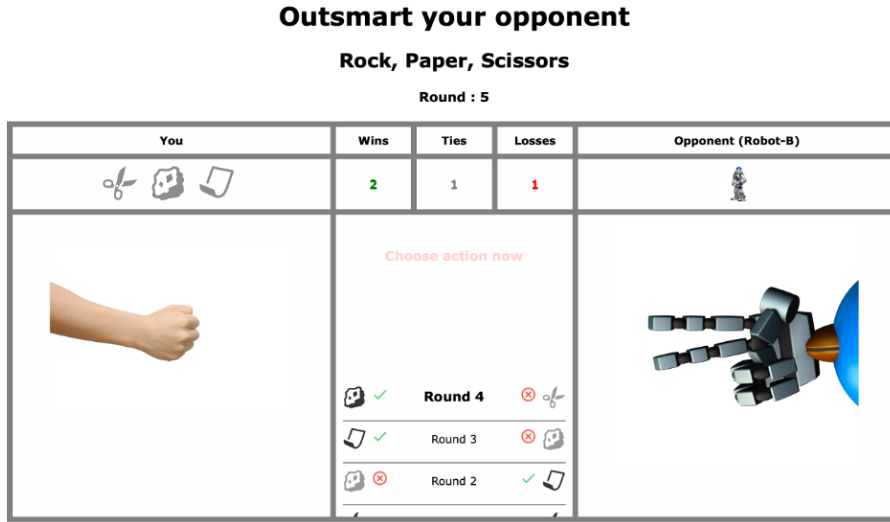 Outsmart your opponent
Rock, Paper, Scissors
Round : 5
You Wins Ties Losses Opponent (Robot-B)
2 1 1
Choose action now
Round 4
Round 3
Round 2